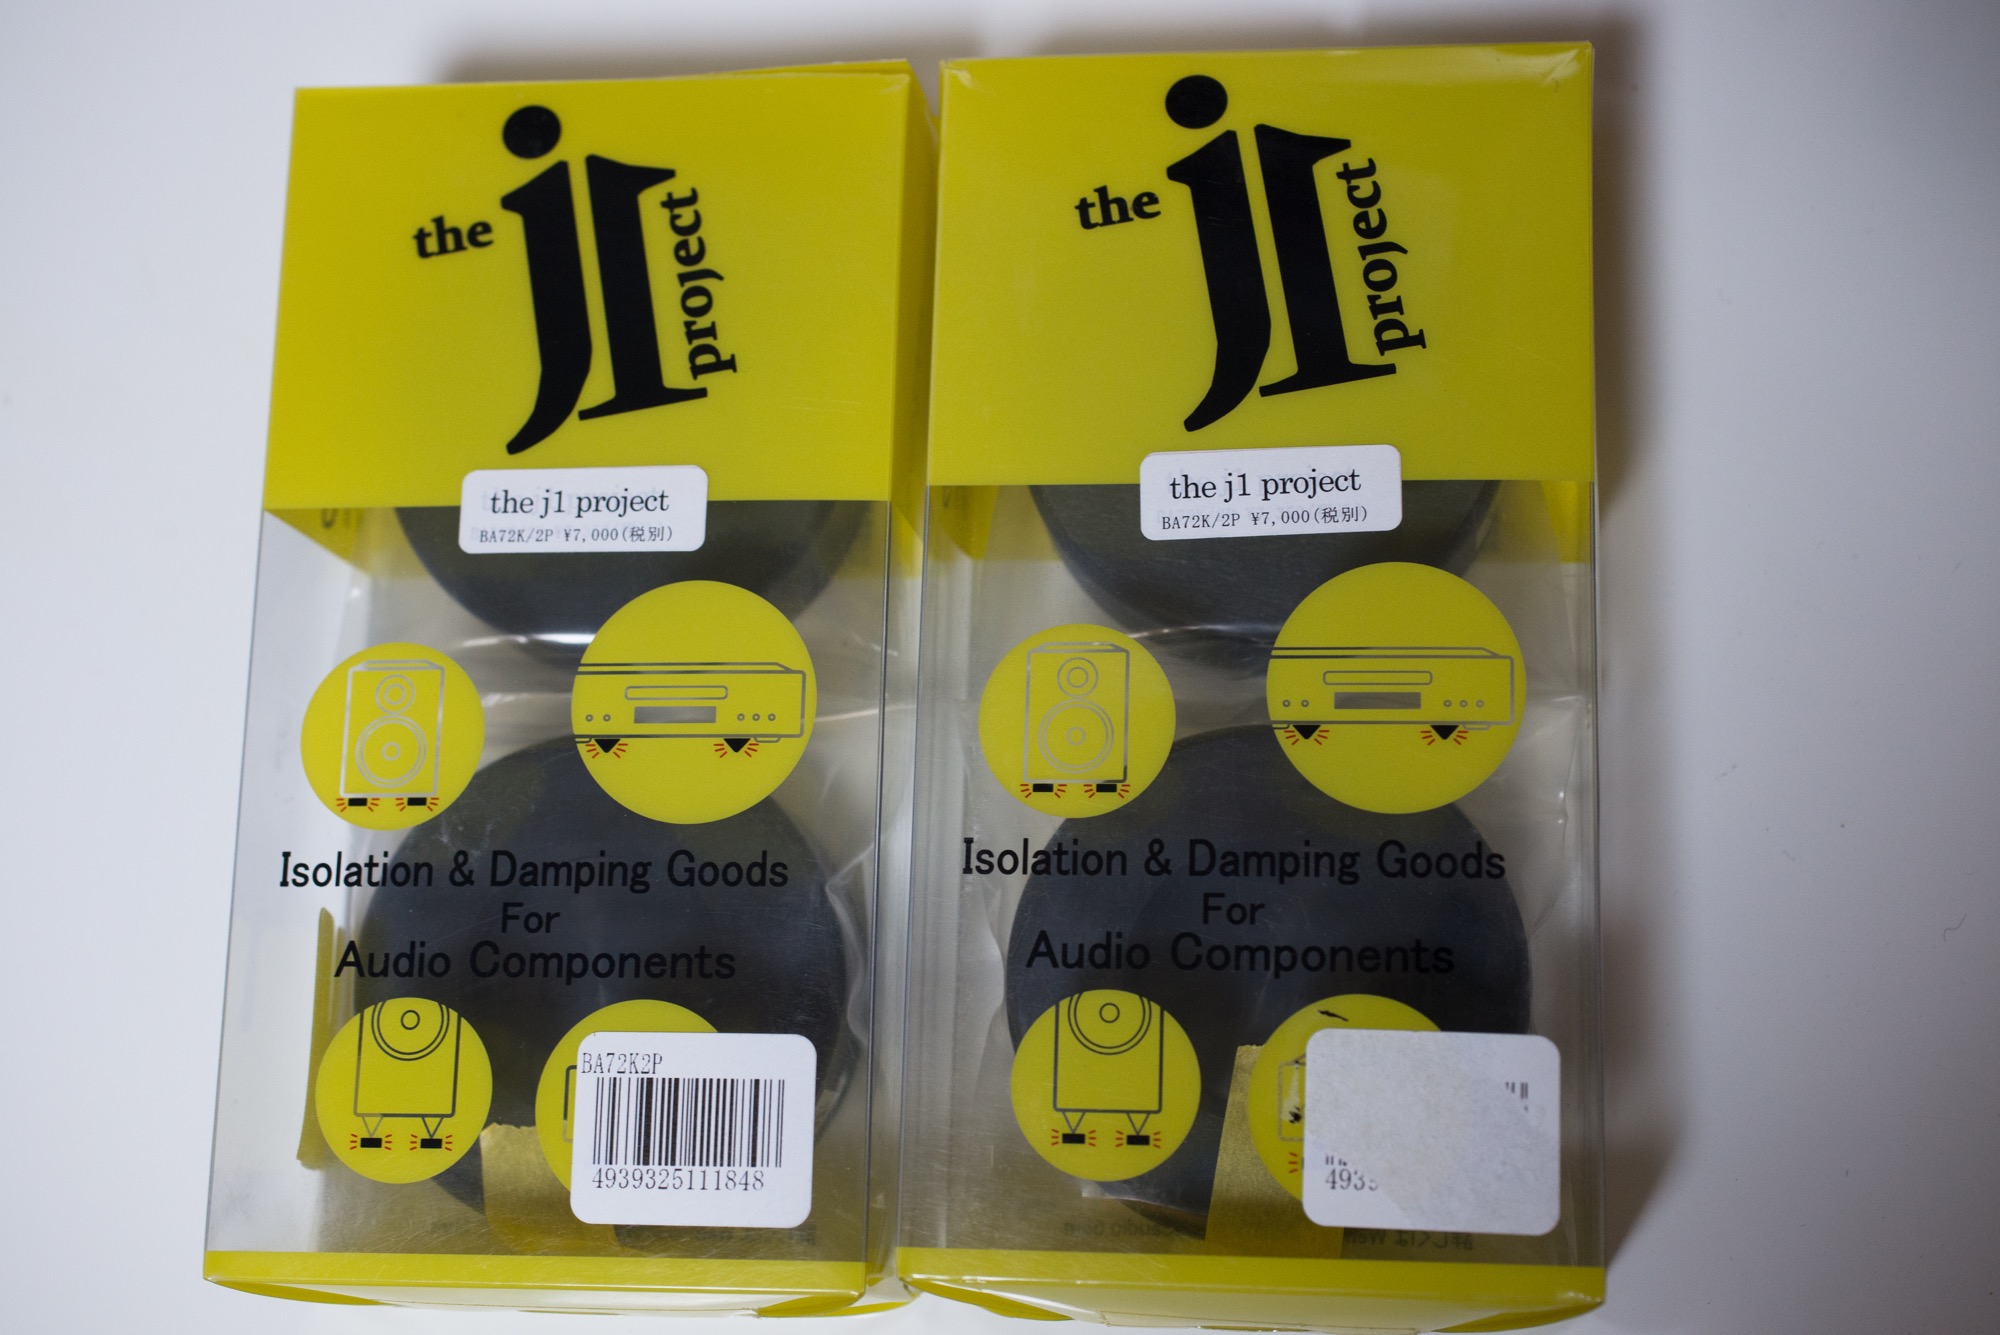 the j1 project
the j1 project
BA72K/2P ¥7,000(税別)
Isolation & Damping Goods
For
Audio Components
BA72K2P
4939325111848
the j1 project
the j1 project
BA72K/2P ¥7,000(税別)
Isolation & Damping Goods
For
Audio Components
493